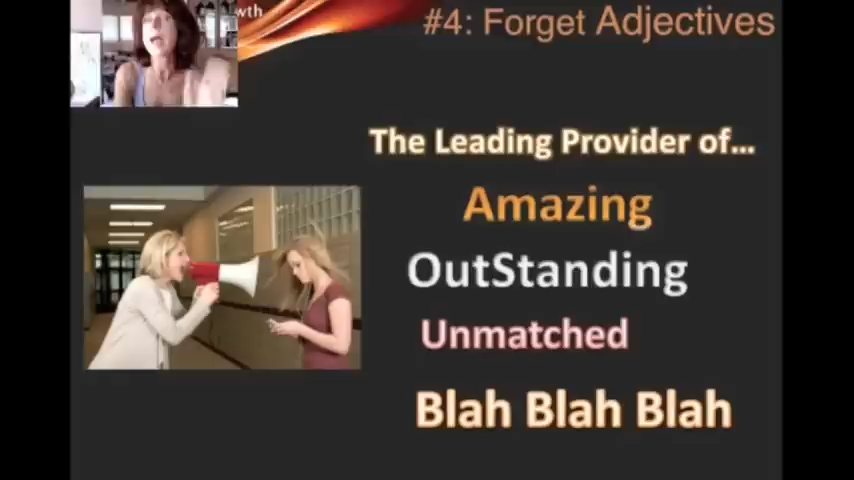 #4: Forget Adjectives
The Leading Provider of...
Amazing
OutStanding
Unmatched
Blah Blah Blah